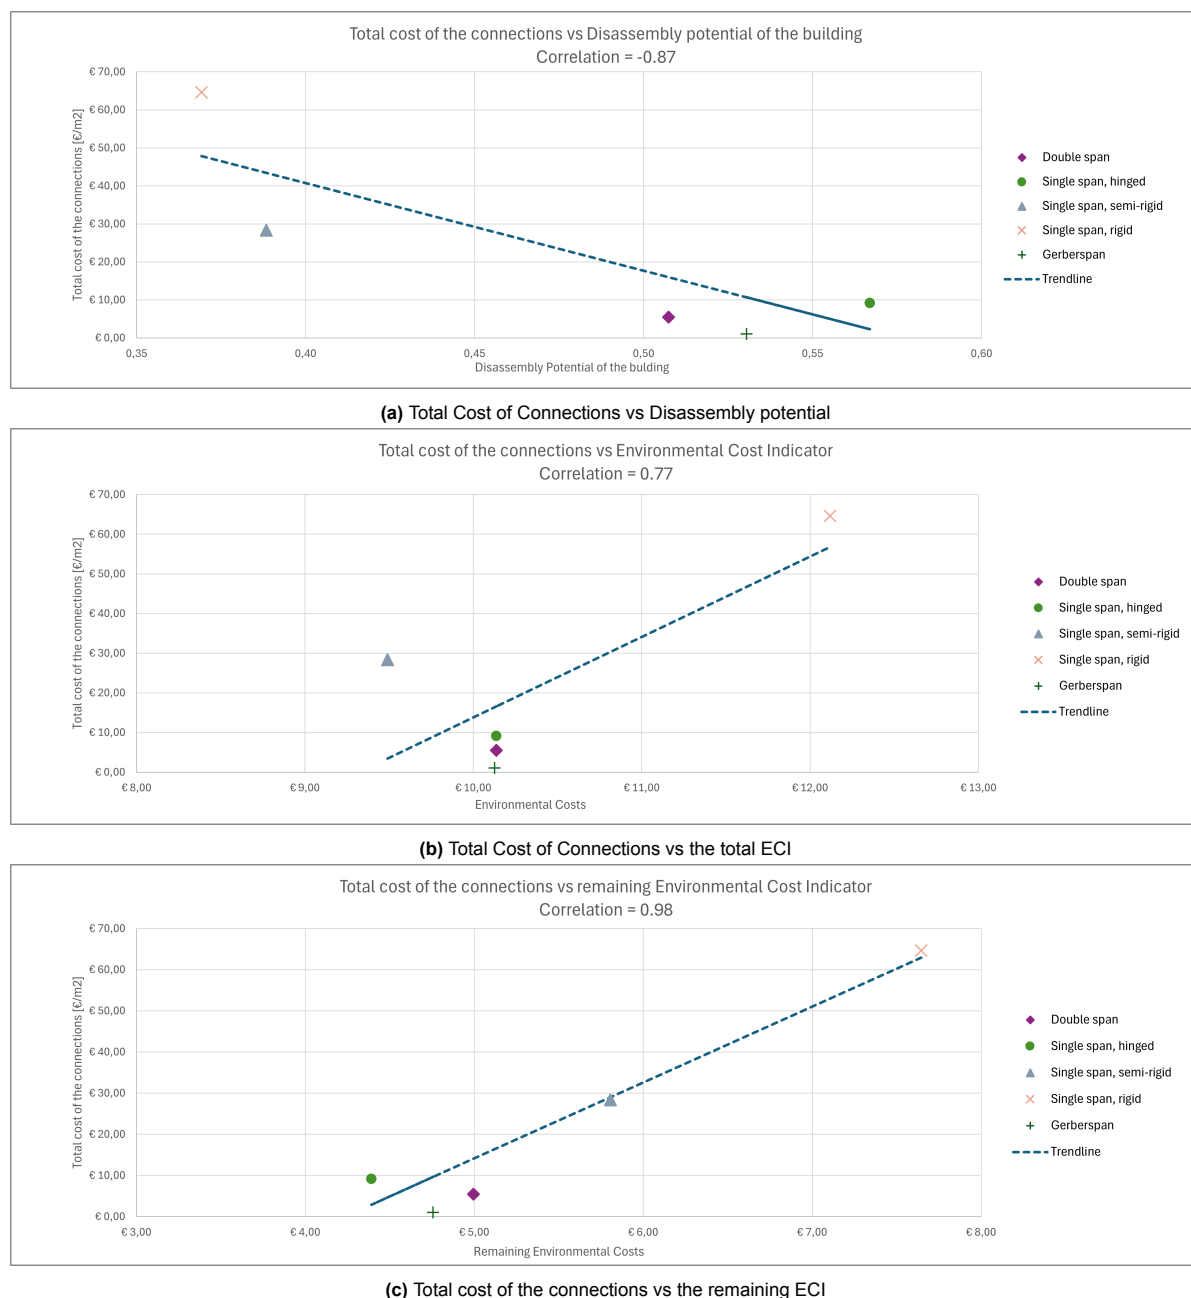 Total cost of the connections vs Disassembly potential of the building
Correlation = -0.87
Total cost of the connections [€/m2]
€ 70,00
€ 60,00
€ 50,00
€ 40,00
€ 30,00
€ 20,00
€ 10,00
€ 0,00
0,35 0,40 0,45 0,50 0,55 0,60
Disassembly Potential of the bulding
Double span
Single span, hinged
Single span, semi-rigid
Single span, rigid
Gerberspan
Trendline
(a) Total Cost of Connections vs Disassembly potential
Total cost of the connections vs Environmental Cost Indicator
Correlation = 0.77
Total cost of the connections [€/m2]
€ 70,00
€ 60,00
€ 50,00
€ 40,00
€ 30,00
€ 20,00
€ 10,00
€ 0,00
€ 8,00 € 9,00 € 10,00 € 11,00 € 12,00 € 13,00
Environmental Costs
Double span
Single span, hinged
Single span, semi-rigid
Single span, rigid
Gerberspan
Trendline
(b) Total Cost of Connections vs the total ECI
Total cost of the connections vs remaining Environmental Cost Indicator
Correlation = 0.98
Total cost of the connections [€/m2]
€ 70,00
€ 60,00
€ 50,00
€ 40,00
€ 30,00
€ 20,00
€ 10,00
€ 0,00
€ 3,00 € 4,00 € 5,00 € 6,00 € 7,00 € 8,00
Remaining Environmental Costs
Double span
Single span, hinged
Single span, semi-rigid
Single span, rigid
Gerberspan
Trendline
(c) Total cost of the connections vs the remaining ECI